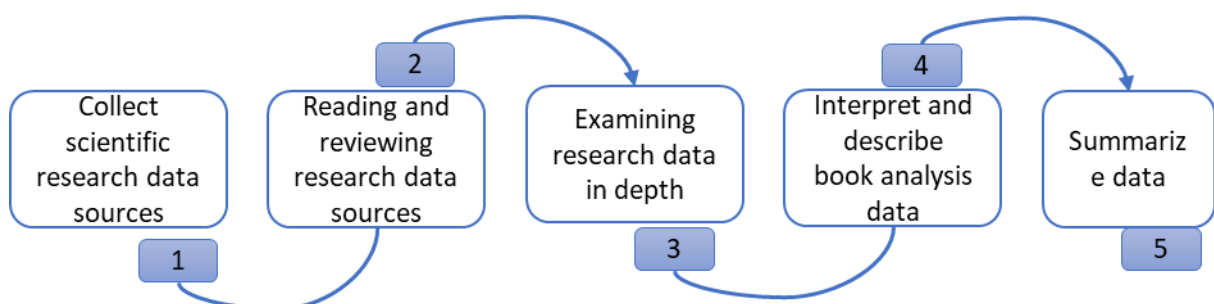 Collect
scientific
research data
sources
1
2
Reading and
reviewing
research data
sources
Examining
research data
in depth
3
4
Interpret and
describe
book analysis
data
Summariz
e data
5